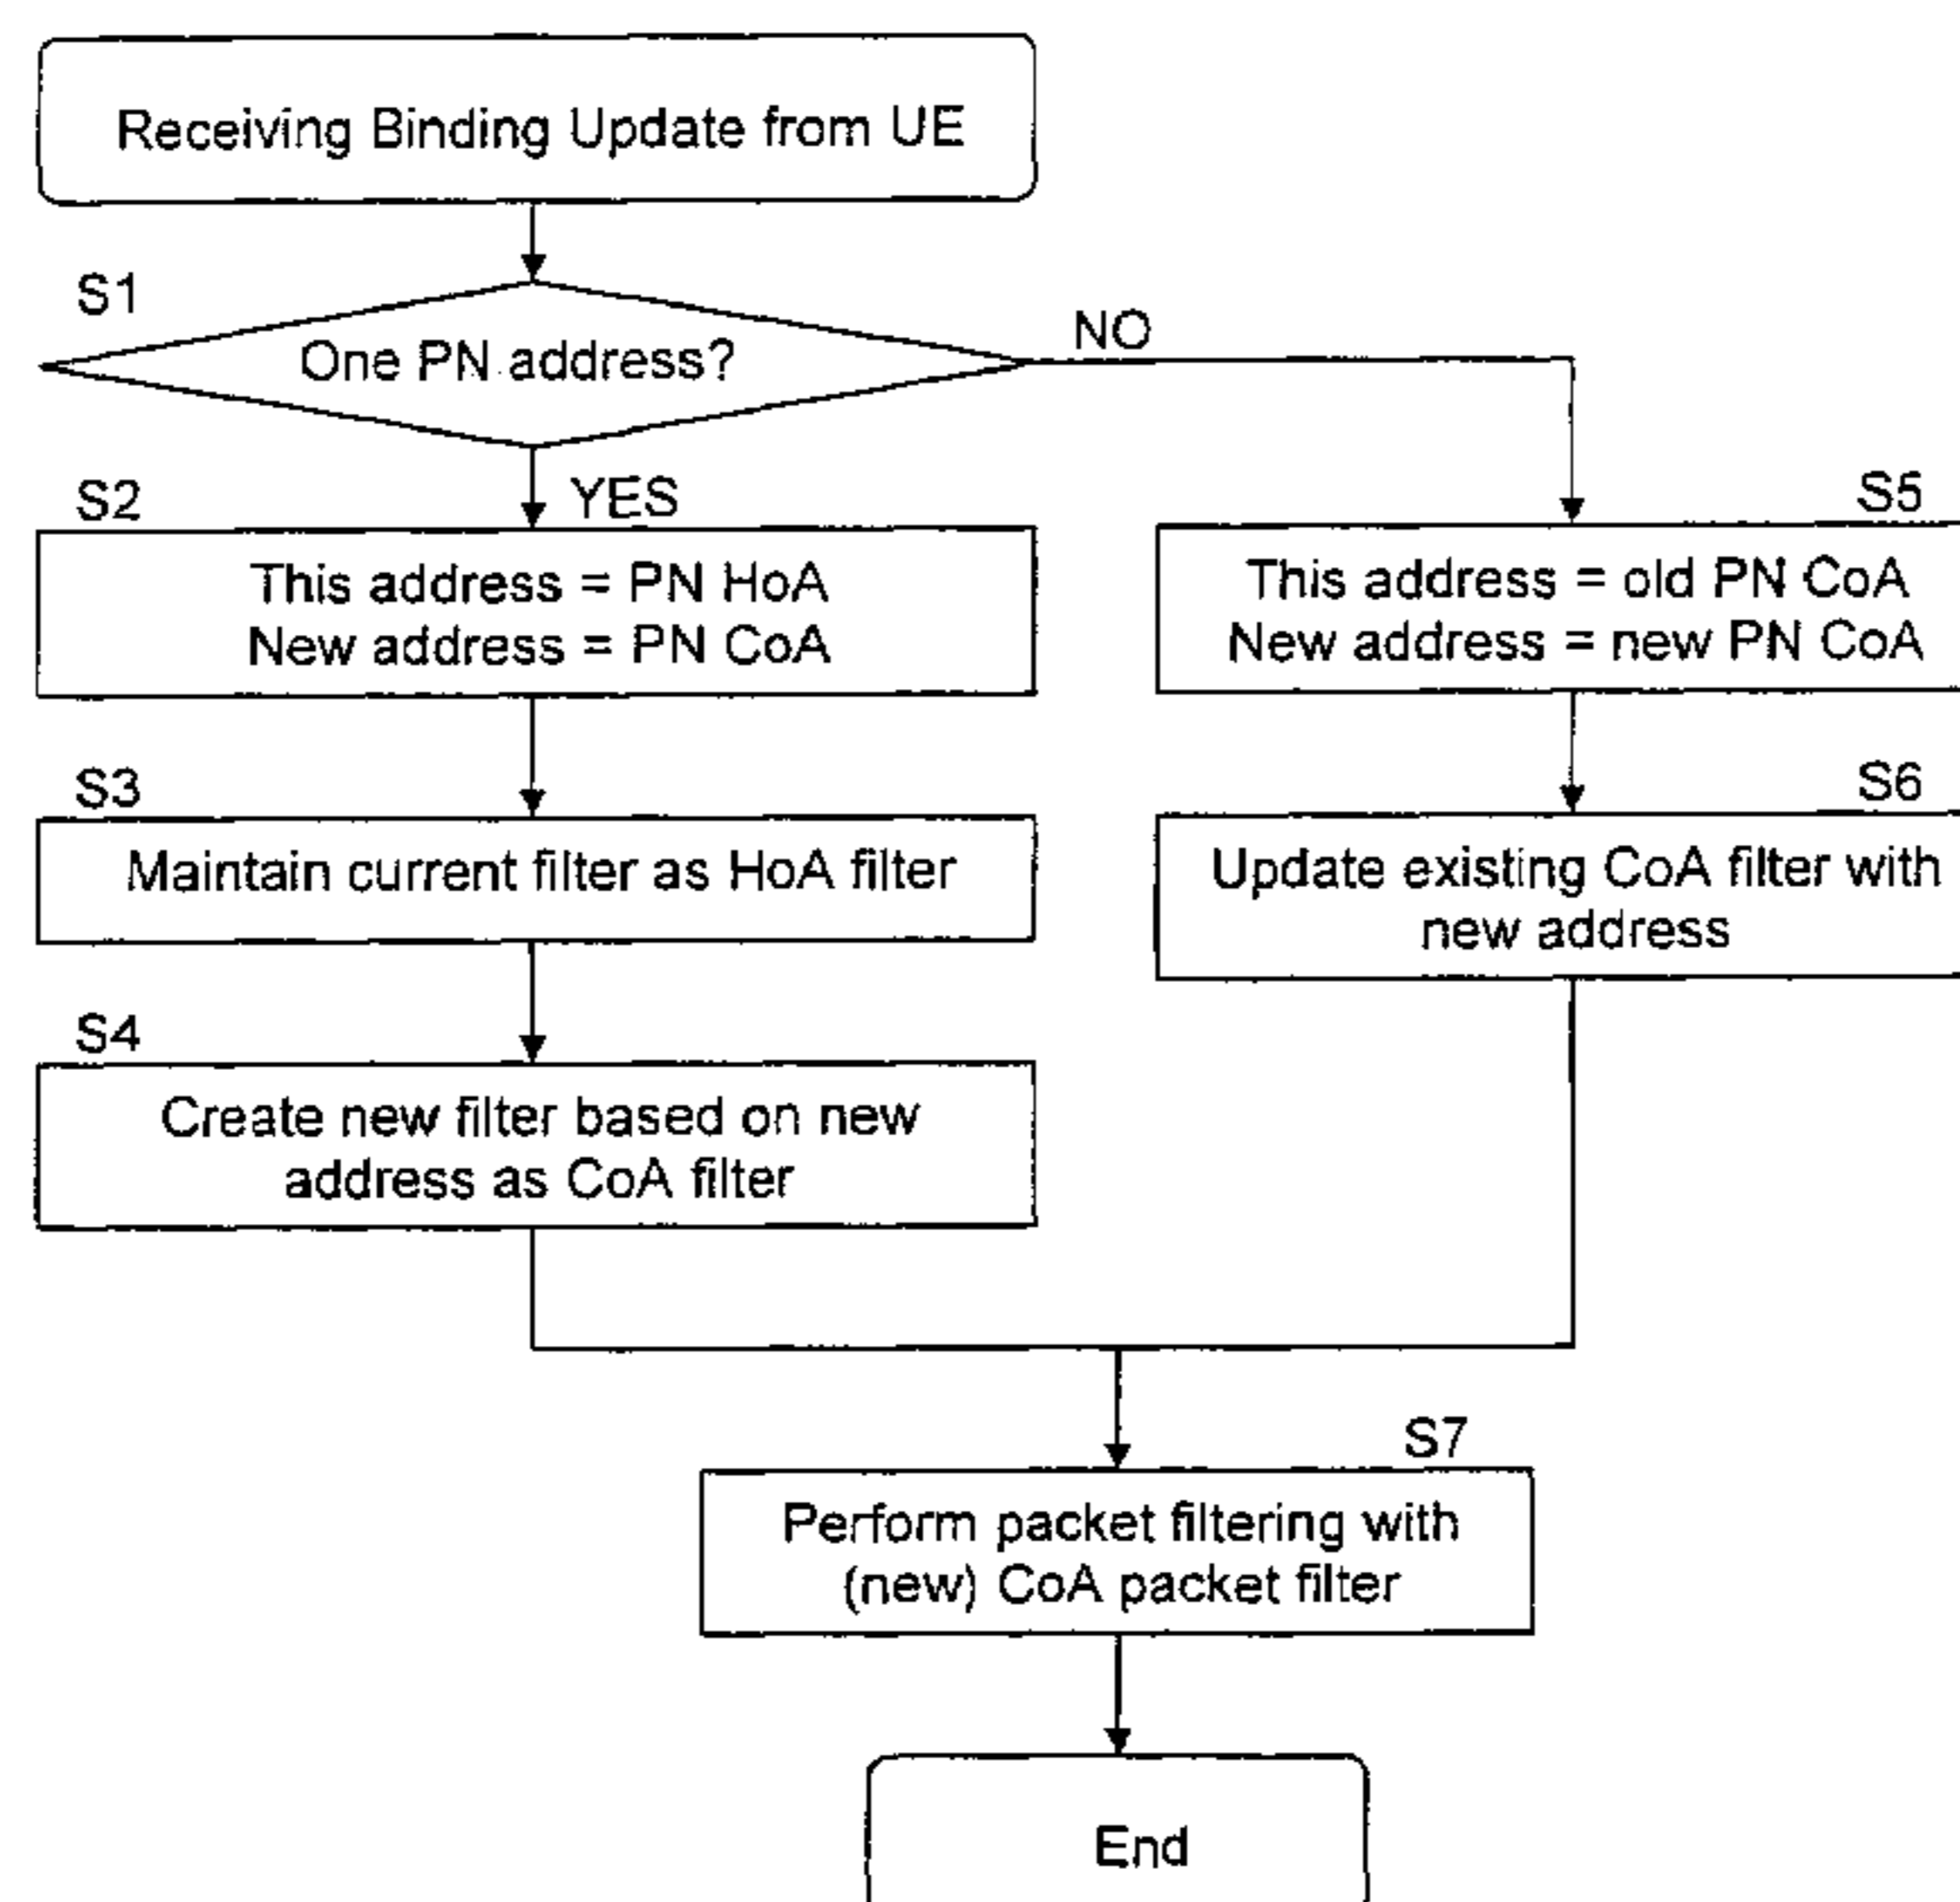 Receiving Binding Update from UE
S1
One PN address?
NO
YES
S2
This address = PN HoA
New address = PN CoA
S5
This address = old PN CoA
New address = new PN CoA
S3
Maintain current filter as HoA filter
S6
Update existing CoA filter with
new address
S4
Create new filter based on new
address as CoA filter
S7
Perform packet filtering with
(new) CoA packet filter
End